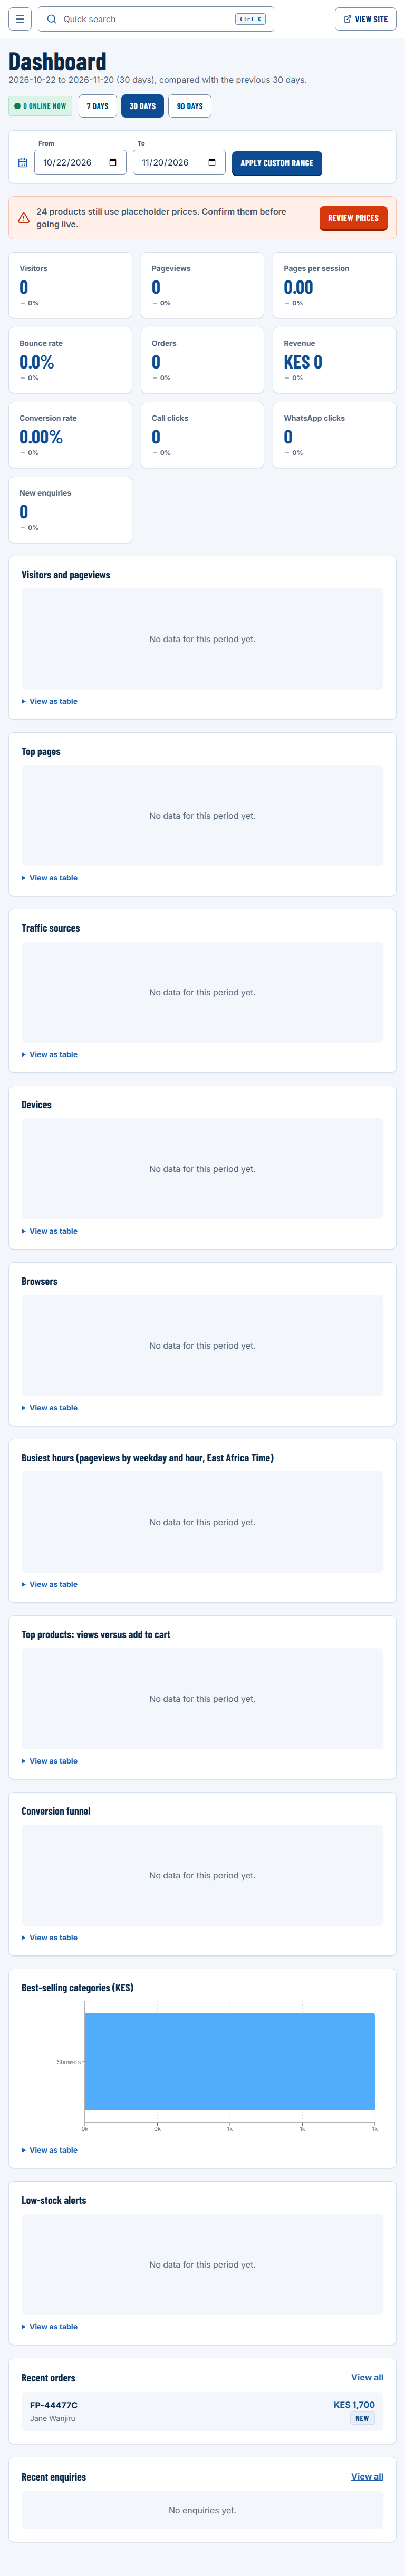 Quick search
Ctrl K
VIEW SITE
Dashboard
2026-10-22 to 2026-11-20 (30 days), compared with the previous 30 days.
0 ONLINE NOW
7 DAYS
30 DAYS
90 DAYS
From
To
10/22/2026
11/20/2026
APPLY CUSTOM RANGE
24 products still use placeholder prices. Confirm them before
going live.
REVIEW PRICES
Visitors
0
— 0%
Pageviews
0
— 0%
Pages per session
0.00
— 0%
Bounce rate
0.0%
— 0%
Orders
0
— 0%
Revenue
KES 0
— 0%
Conversion rate
0.00%
— 0%
Call clicks
0
— 0%
WhatsApp clicks
0
— 0%
New enquiries
0
— 0%
Visitors and pageviews
No data for this period yet.
View as table
Top pages
No data for this period yet.
View as table
Traffic sources
No data for this period yet.
View as table
Devices
No data for this period yet.
View as table
Browsers
No data for this period yet.
View as table
Busiest hours (pageviews by weekday and hour, East Africa Time)
No data for this period yet.
View as table
Top products: views versus add to cart
No data for this period yet.
View as table
Conversion funnel
No data for this period yet.
View as table
Best-selling categories (KES)
Showers
0k 0k 1k 1k 1k
View as table
Low-stock alerts
No data for this period yet.
View as table
Recent orders
View all
FP-44477C
KES 1,700
Jane Wanjiru
NEW
Recent enquiries
View all
No enquiries yet.